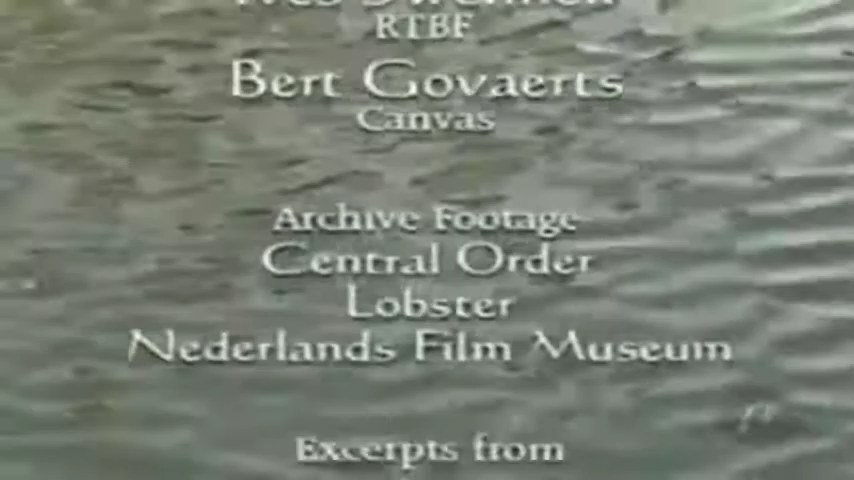 RTBF
Bert Govaerts
Canvas
Archive Footage
Central Order
Lobster
Nederlands Film Museum
Excerpts from